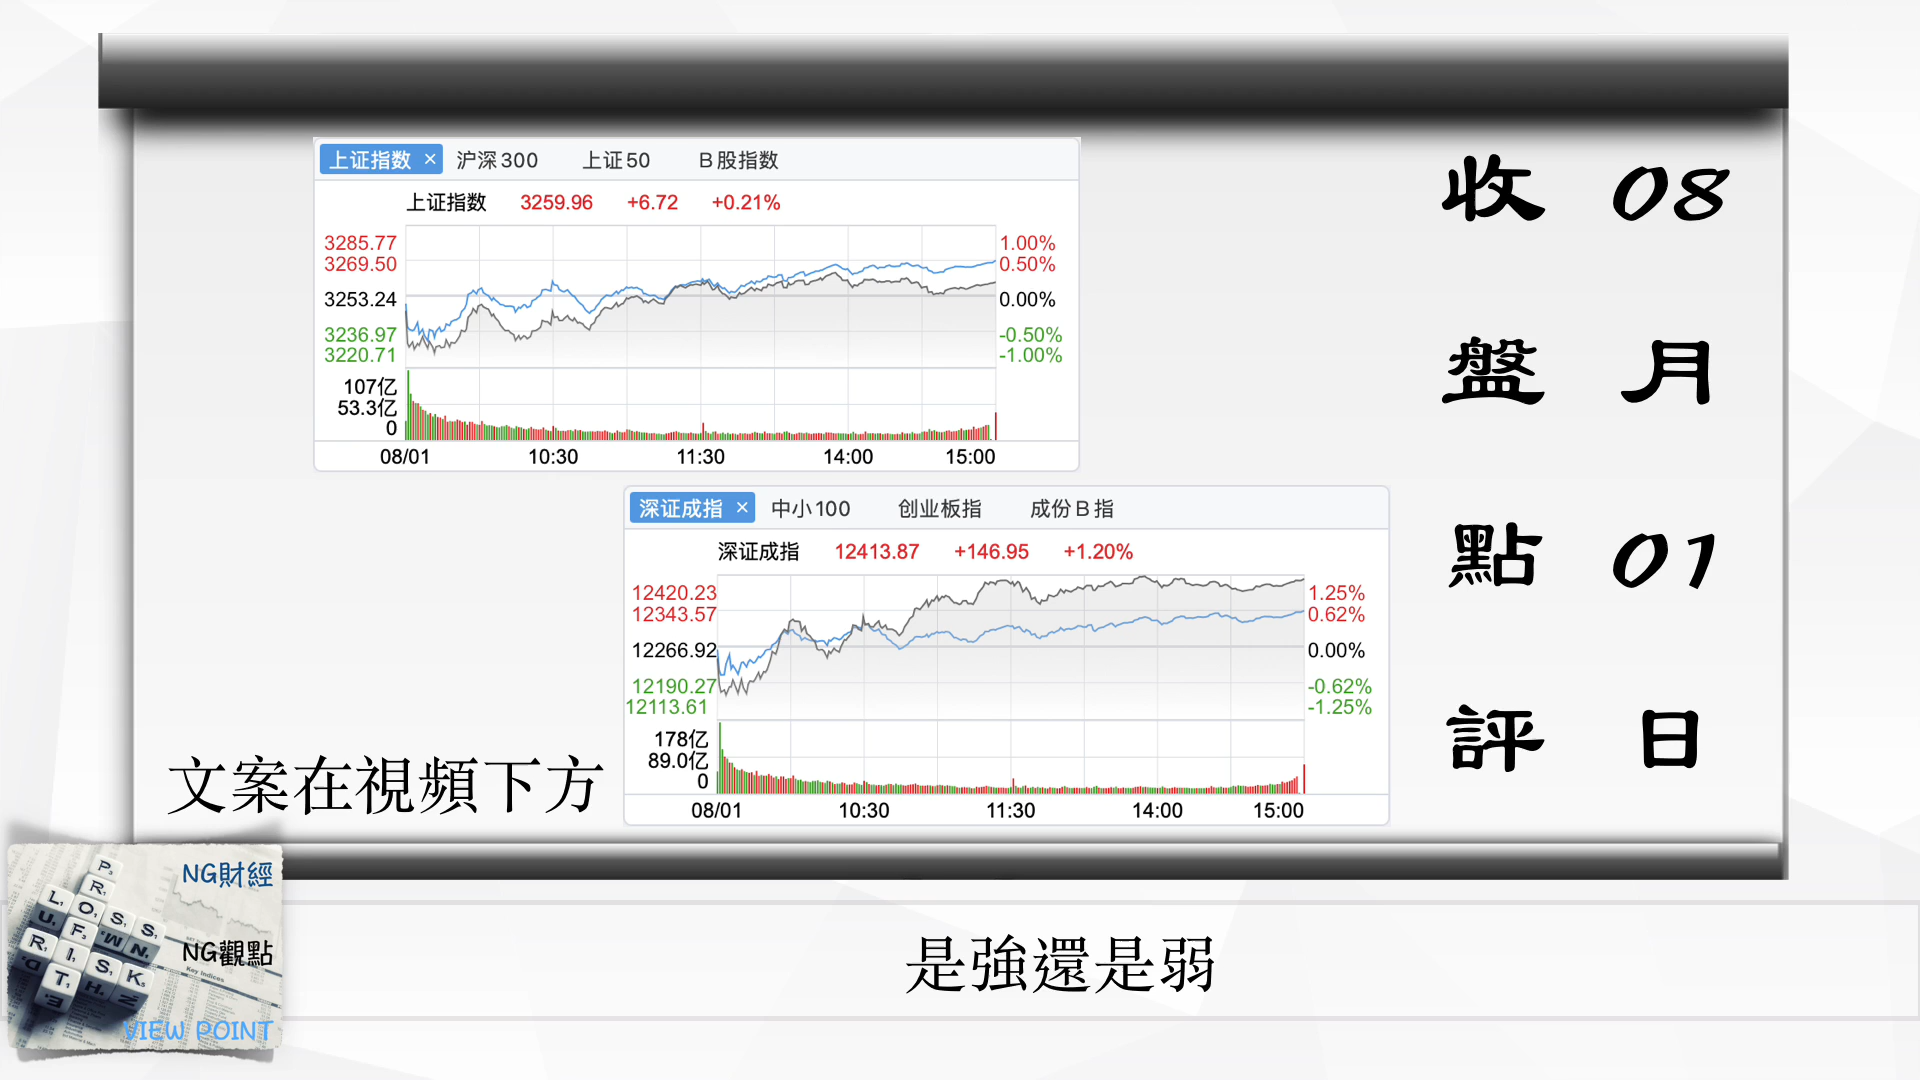 上证指数 × 沪深300 上证50 B股指数
上证指数 3259.96 +6.72 +0.21%
3285.77 1.00%
3269.50 0.50%
3253.24 0.00%
3236.97 -0.50%
3220.71 -1.00%
107亿
53.3亿
0
08/01 10:30 11:30 14:00 15:00
深证成指 × 中小100 创业板指 成份B指
深证成指 12413.87 +146.95 +1.20%
12420.23 1.25%
12343.57 0.62%
12266.92 0.00%
12190.27 -0.62%
12113.61 -1.25%
178亿
89.0亿
0
08/01 10:30 11:30 14:00 15:00
08月01日
收盤點評
文案在視頻下方
NG財經
NG觀點
Key Indices
VIEW POINT
是強還是弱